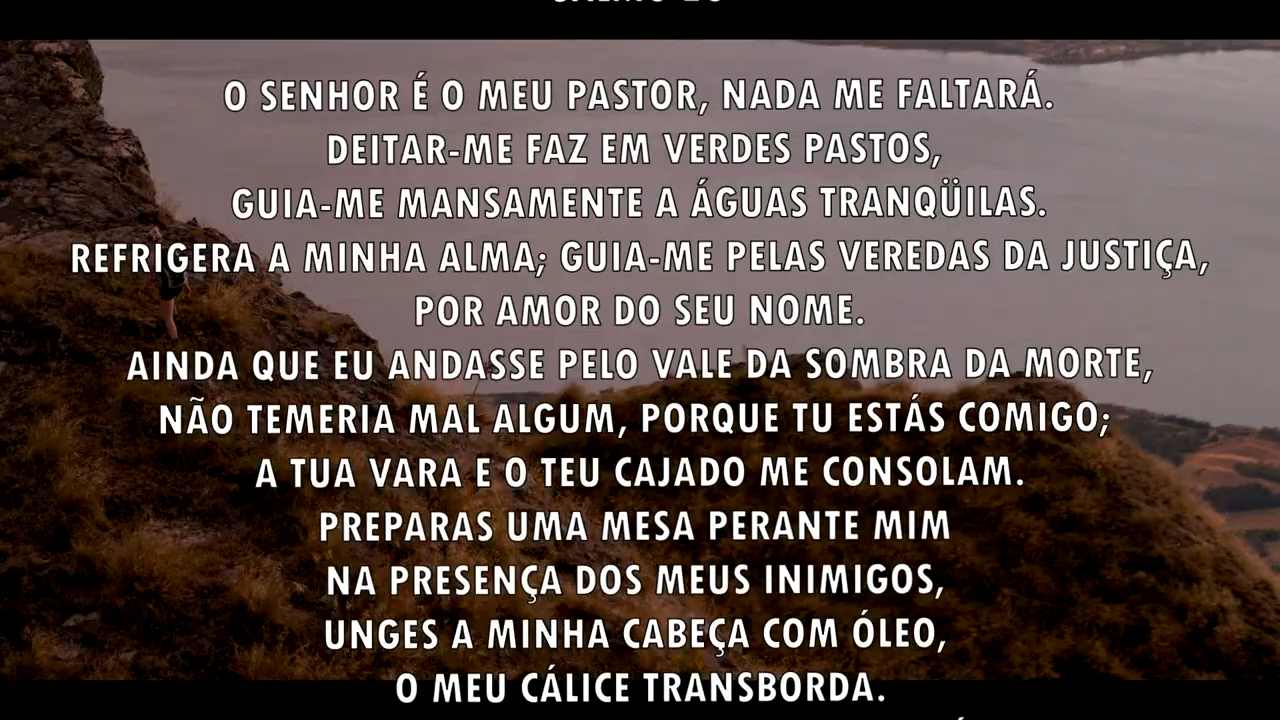 O SENHOR É O MEU PASTOR, NADA ME FALTARÁ.
DEITAR-ME FAZ EM VERDES PASTOS,
GUIA-ME MANSAMENTE A ÁGUAS TRANQÜILAS.
REFRIGERA A MINHA ALMA; GUIA-ME PELAS VEREDAS DA JUSTIÇA,
POR AMOR DO SEU NOME.
AINDA QUE EU ANDASSE PELO VALE DA SOMBRA DA MORTE,
NÃO TEMERIA MAL ALGUM, PORQUE TU ESTÁS COMIGO;
A TUA VARA E O TEU CAJADO ME CONSOLAM.
PREPARAS UMA MESA PERANTE MIM
NA PRESENÇA DOS MEUS INIMIGOS,
UNGES A MINHA CABEÇA COM ÓLEO,
O MEU CÁLICE TRANSBORDA.